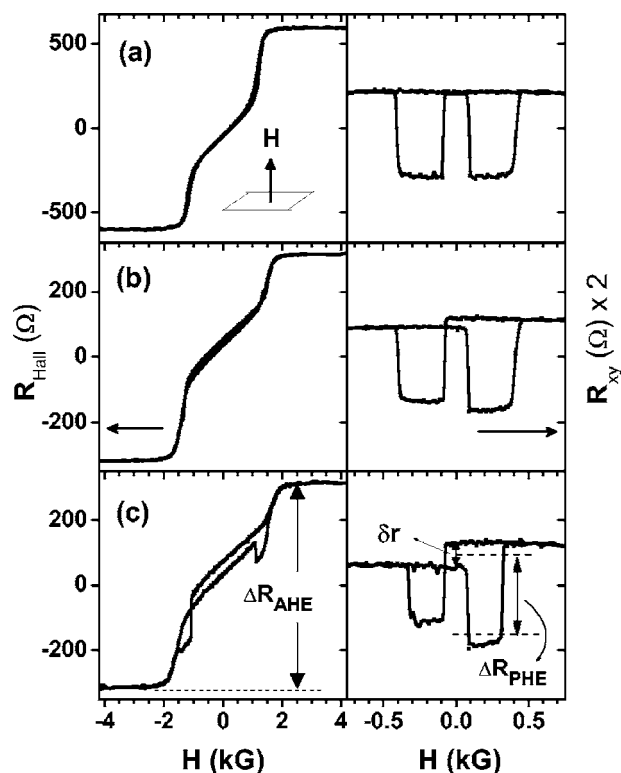 (a)
H
500
0
-500
(b)
200
0
-200
R_Hall (Ω)
R_xy (Ω) x 2
(c)
200
0
-200
ΔR_AHE
δr
ΔR_PHE
-4 -2 0 2 4
-0.5 0.0 0.5
H (kG)
H (kG)